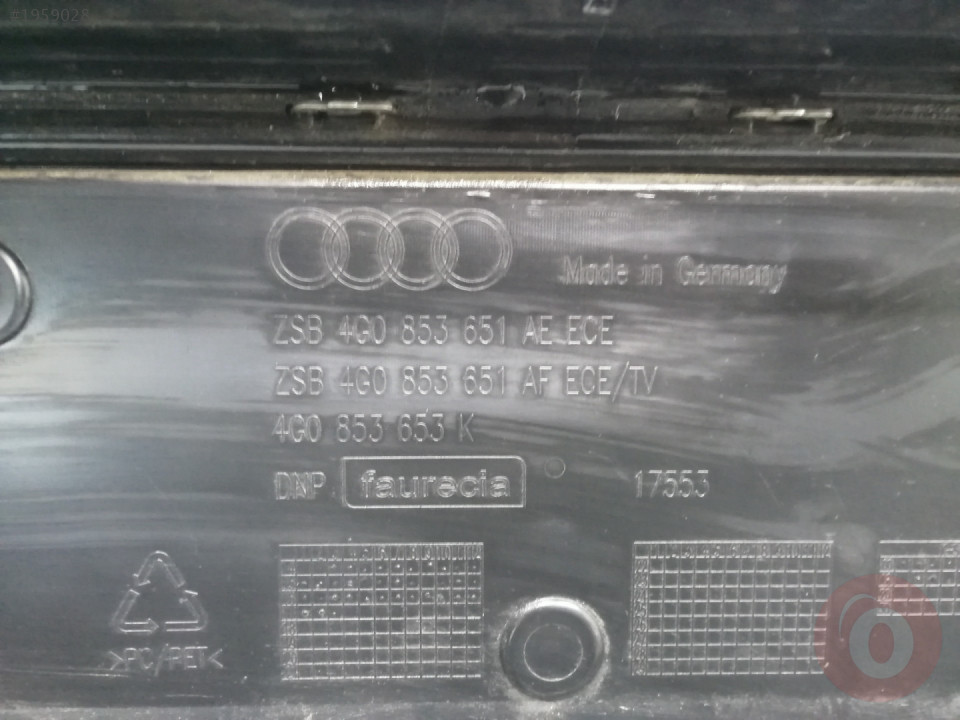 #1959025
Made in Germany
ZSB 4G0 853 651 AE ECE
ZSB 4G0 853 651 AF ECE/TV
4G0 853 653 K
DNP faurecia 17553
>PC/PET<